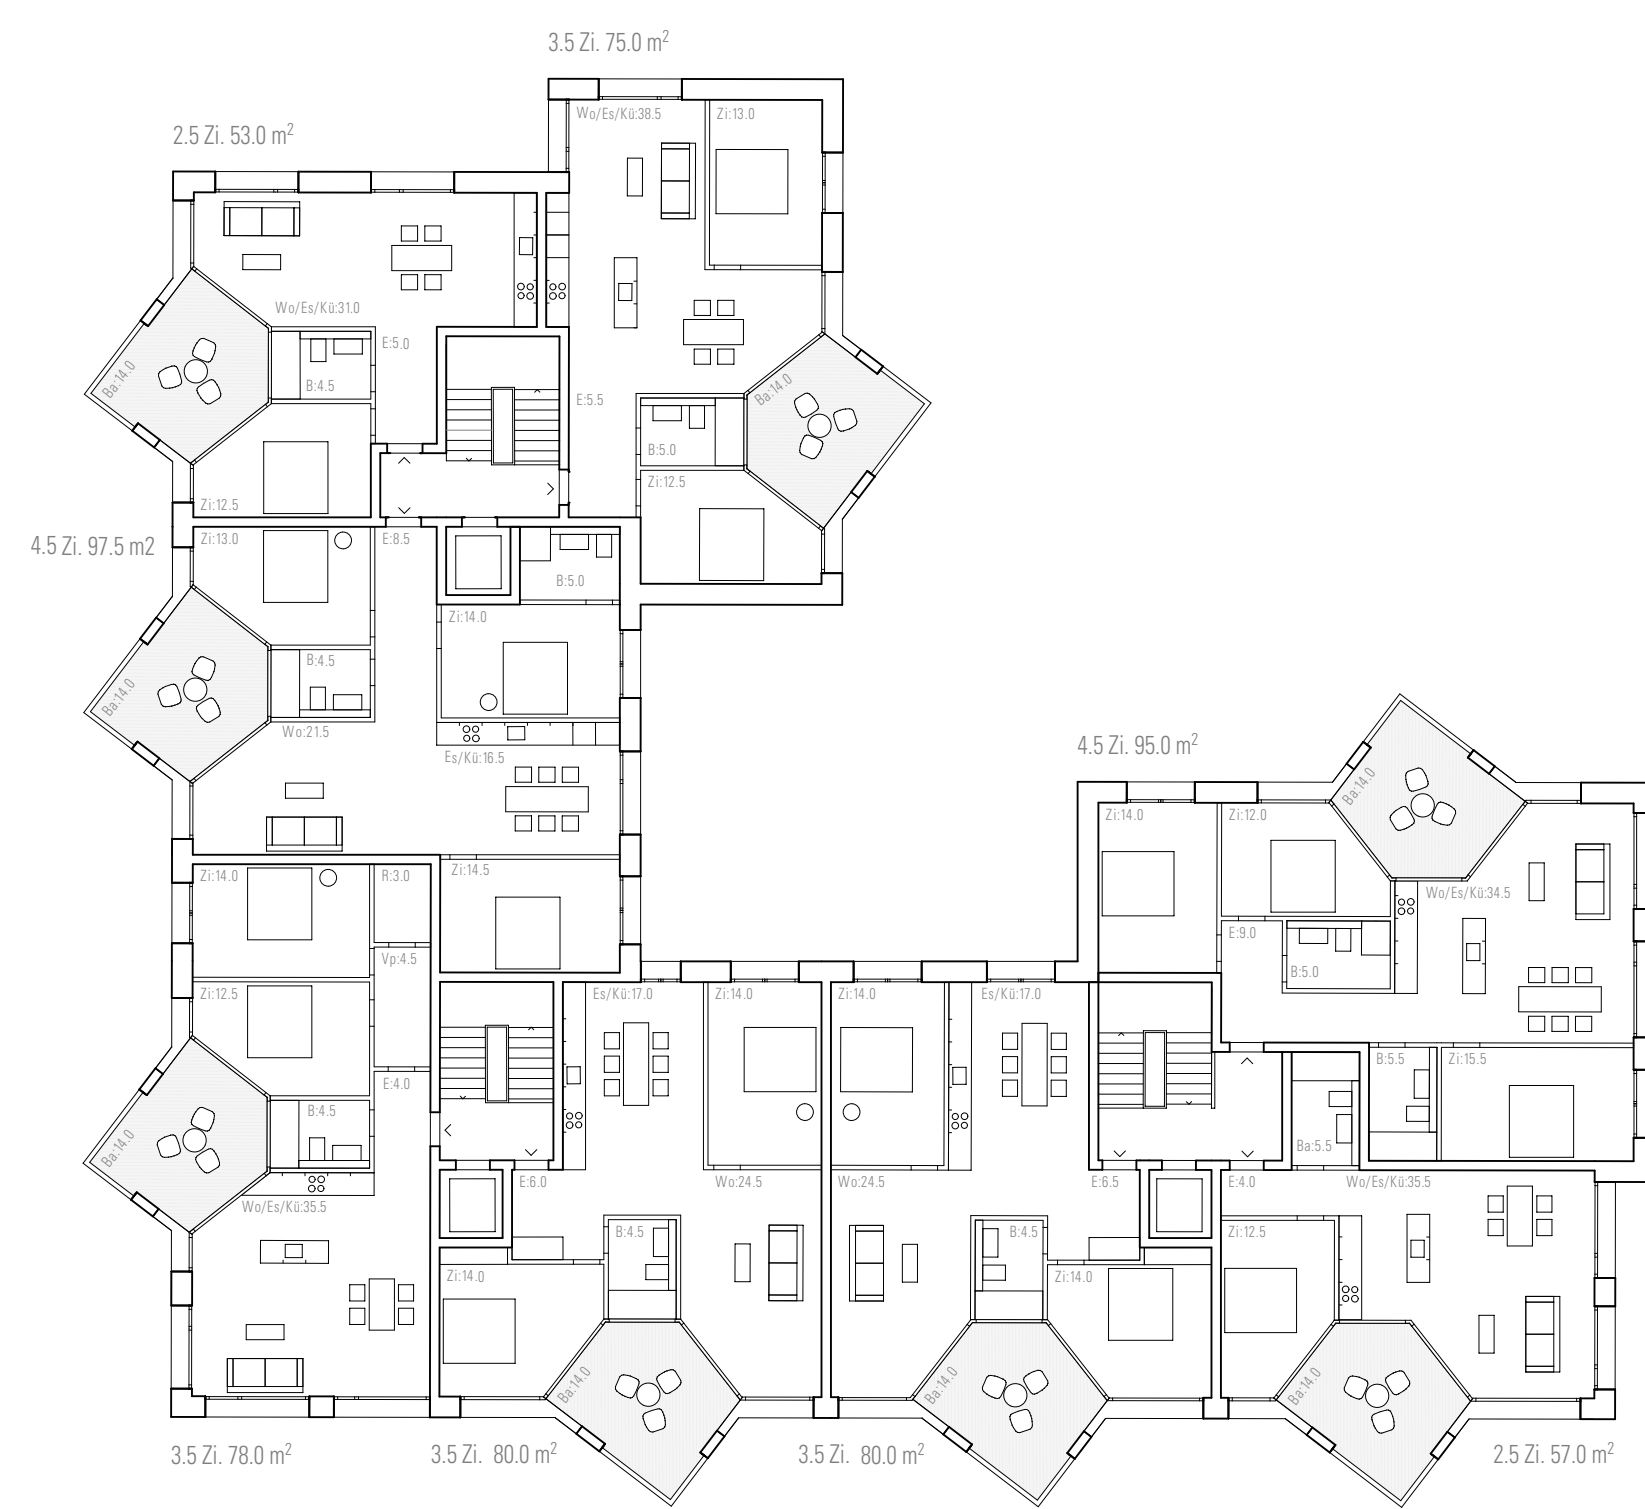 3.5 Zi. 75.0 m²
2.5 Zi. 53.0 m²
Wo/Es/Kü:38.5
Zi:13.0
Wo/Es/Kü:31.0
E:5.0
Ba:14.0
B:4.5
E:5.5
Ba:14.0
B:5.0
Zi:12.5
Zi:12.5
4.5 Zi. 97.5 m2
Zi:13.0
E:8.5
B:5.0
Zi:14.0
B:4.5
Ba:14.0
Wo:21.5
Es/Kü:16.5
4.5 Zi. 95.0 m²
Ba:14.0
Zi:14.0
Zi:12.0
Zi:14.5
Zi:14.0
R:3.0
Wo/Es/Kü:34.5
E:9.0
Vp:4.5
B:5.0
Zi:12.5
Es/Kü:17.0
Zi:14.0
Zi:14.0
Es/Kü:17.0
B:5.5
Zi:15.5
E:4.0
B:4.5
Ba:14.0
Ba:5.5
Wo/Es/Kü:35.5
E:6.0
Wo:24.5
Wo:24.5
E:6.5
E:4.0
Wo/Es/Kü:35.5
B:4.5
B:4.5
Zi:12.5
Zi:14.0
Zi:14.0
Ba:14.0
Ba:14.0
Ba:14.0
3.5 Zi. 78.0 m²
3.5 Zi. 80.0 m²
3.5 Zi. 80.0 m²
2.5 Zi. 57.0 m²